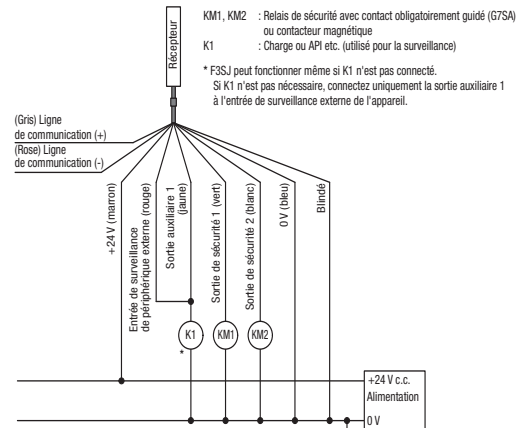 Récepteur
KM1, KM2 : Relais de sécurité avec contact obligatoirement guidé (G7SA)
ou contacteur magnétique
K1 : Charge ou API etc. (utilisé pour la surveillance)
* F3SJ peut fonctionner même si K1 n'est pas connecté.
Si K1 n'est pas nécessaire, connectez uniquement la sortie auxiliaire 1
à l'entrée de surveillance externe de l'appareil.
(Gris) Ligne
de communication (+)
(Rose) Ligne
de communication (-)
+24 V (marron)
Entrée de surveillance
de périphérique externe (rouge)
Sortie auxiliaire 1
(jaune)
Sortie de sécurité 1 (vert)
Sortie de sécurité 2 (blanc)
0 V (bleu)
Blindé
K1
KM1
KM2
*
+24 V c.c.
Alimentation
0 V